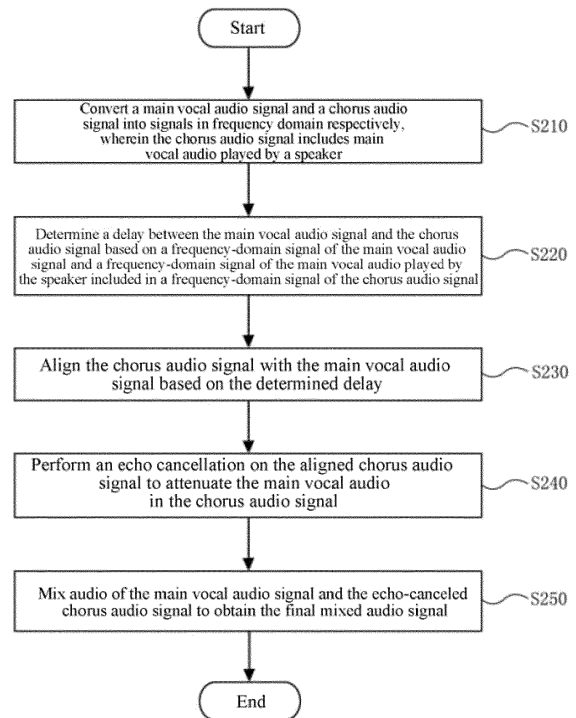 Start
Convert a main vocal audio signal and a chorus audio
signal into signals in frequency domain respectively,
wherein the chorus audio signal includes main
vocal audio played by a speaker
S210
Determine a delay between the main vocal audio signal and the chorus
audio signal based on a frequency-domain signal of the main vocal audio
signal and a frequency-domain signal of the main vocal audio played by
the speaker included in a frequency-domain signal of the chorus audio signal
S220
Align the chorus audio signal with the main vocal audio
signal based on the determined delay
S230
Perform an echo cancellation on the aligned chorus audio
signal to attenuate the main vocal audio
in the chorus audio signal
S240
Mix audio of the main vocal audio signal and the echo-canceled
chorus audio signal to obtain the final mixed audio signal
S250
End